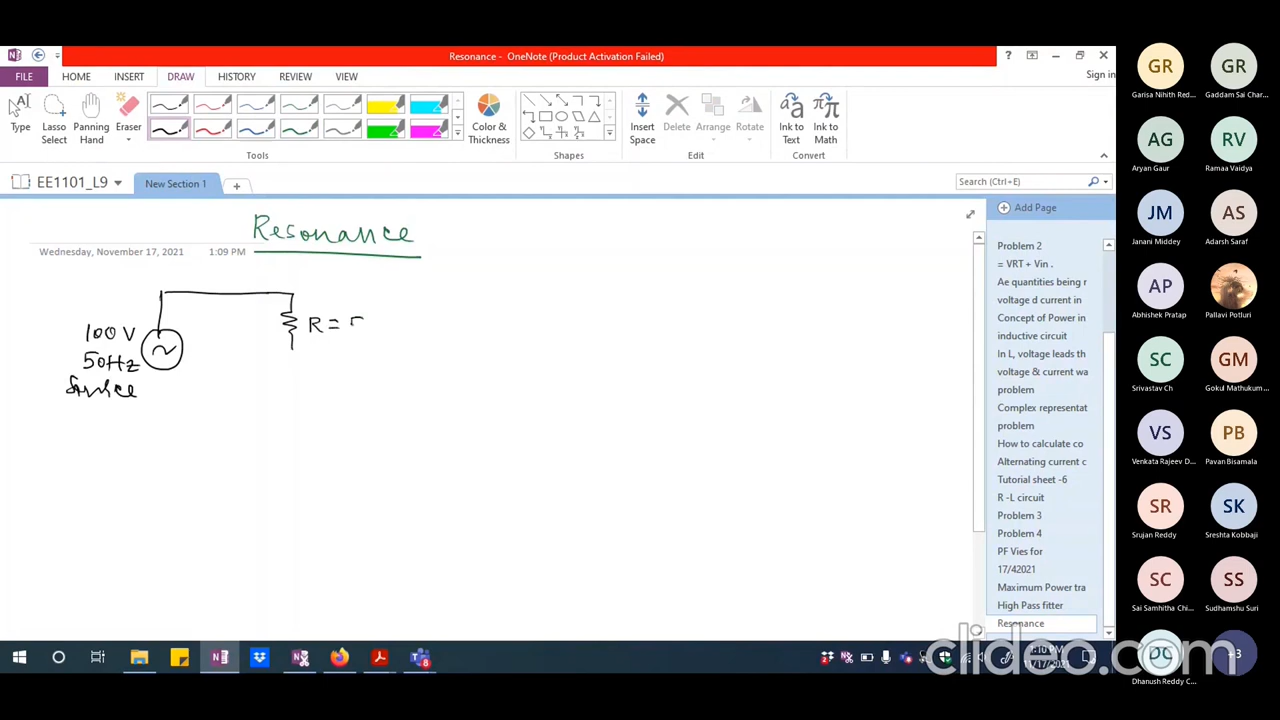 Resonance - OneNote (Product Activation Failed)
FILE HOME INSERT DRAW HISTORY REVIEW VIEW
Sign in
Type
Lasso Select
Panning Hand
Eraser
Color & Thickness
Insert Space
Delete
Arrange
Rotate
Ink to Text
Ink to Math
Tools
Shapes
Edit
Convert
EE1101_L9
New Section 1
Search (Ctrl+E)
Resonance
Wednesday, November 17, 2021 1:09 PM
100 V
50Hz
Source
R =
Add Page
Problem 2
= VRT + Vin .
Ae quantities being r
voltage d current in
Concept of Power in
inductive circuit
In L, voltage leads th
voltage & current wa
problem
Complex representat
problem
How to calculate co
Alternating current c
Tutorial sheet -6
R -L circuit
Problem 3
Problem 4
PF Vies for
17/42021
Maximum Power tra
High Pass fitter
Resonance
GR
Garisa Nihith Red...
GR
Gaddam Sai Char...
AG
Aryan Gaur
RV
Ramaa Vaidya
JM
Janani Middey
AS
Adarsh Saraf
AP
Abhishek Pratap
Pallavi Potluri
SC
Srivastav Ch
GM
Gokul Mathukum...
VS
Venkata Rajeev D...
PB
Pavan Bisamala
SR
Srujan Reddy
SK
Sreshta Kobbaji
SC
Sai Samhitha Chi...
SS
Sudhamshu Suri
DC
Dhanush Reddy C...
+3
1:10 PM
11/17/2021
clideo.com